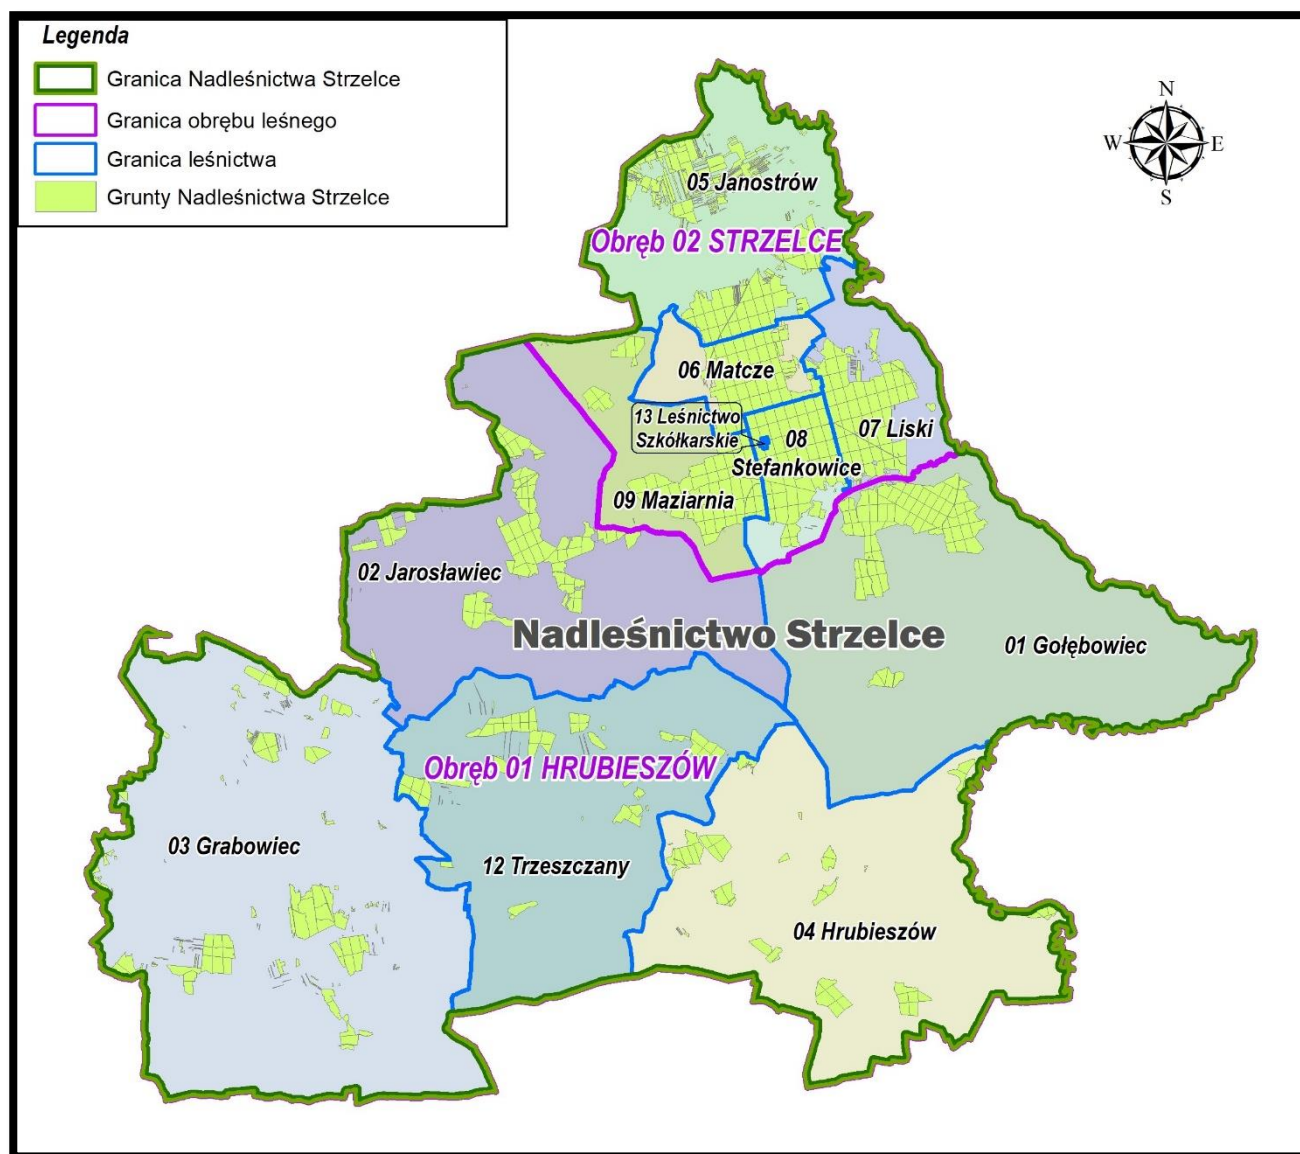 Legenda
Granica Nadleśnictwa Strzelce
Granica obrębu leśnego
Granica leśnictwa
Grunty Nadleśnictwa Strzelce
N
W
E
S
05 Janostrów
Obręb 02 STRZELCE
06 Matcze
13 Leśnictwo
Szkółkarskie
07 Liski
08
Stefankowice
09 Maziarnia
02 Jarosławiec
Nadleśnictwo Strzelce
01 Gołębowiec
Obręb 01 HRUBIESZÓW
03 Grabowiec
12 Trzeszczany
04 Hrubieszów